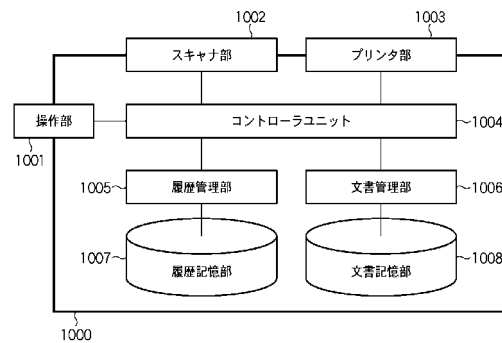 1002
1003
スキャナ部
プリンタ部
操作部
コントローラユニット
1004
1001
1005
履歴管理部
文書管理部
1006
1007
履歴記憶部
文書記憶部
1008
1000